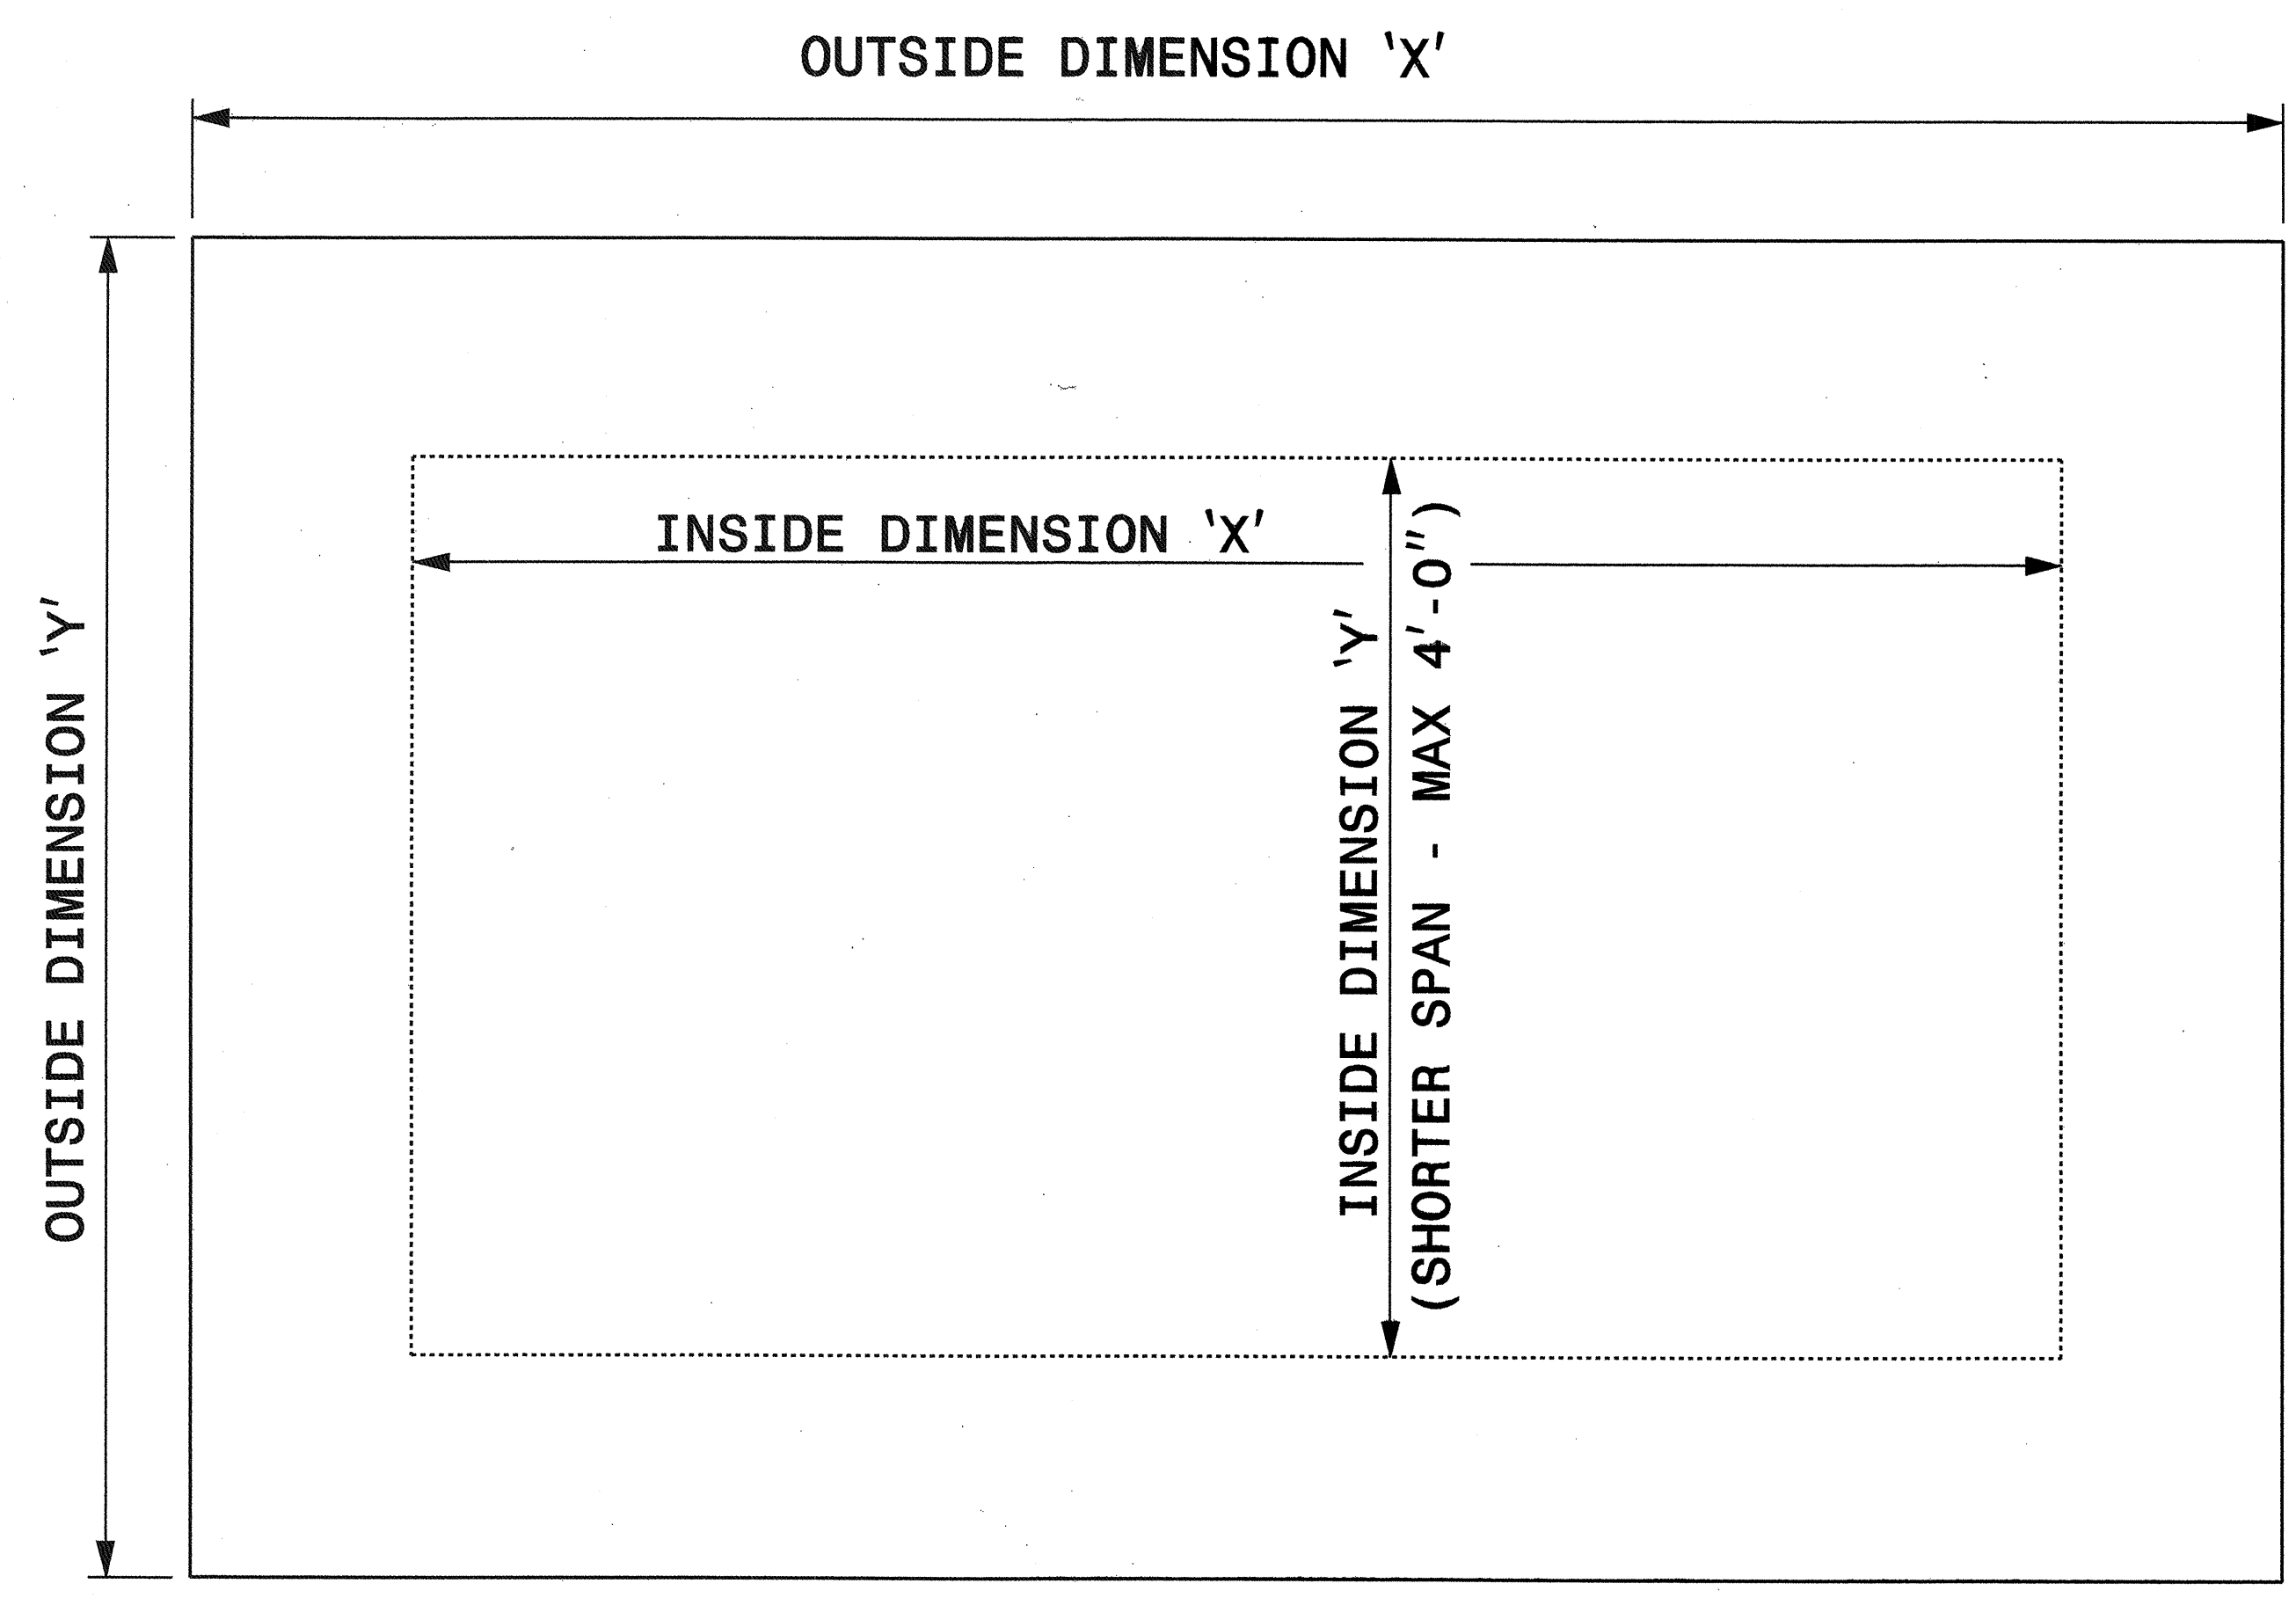 OUTSIDE DIMENSION 'X'
INSIDE DIMENSION 'X'
OUTSIDE DIMENSION 'Y'
INSIDE DIMENSION 'Y'
(SHORTER SPAN - MAX 4'-0")